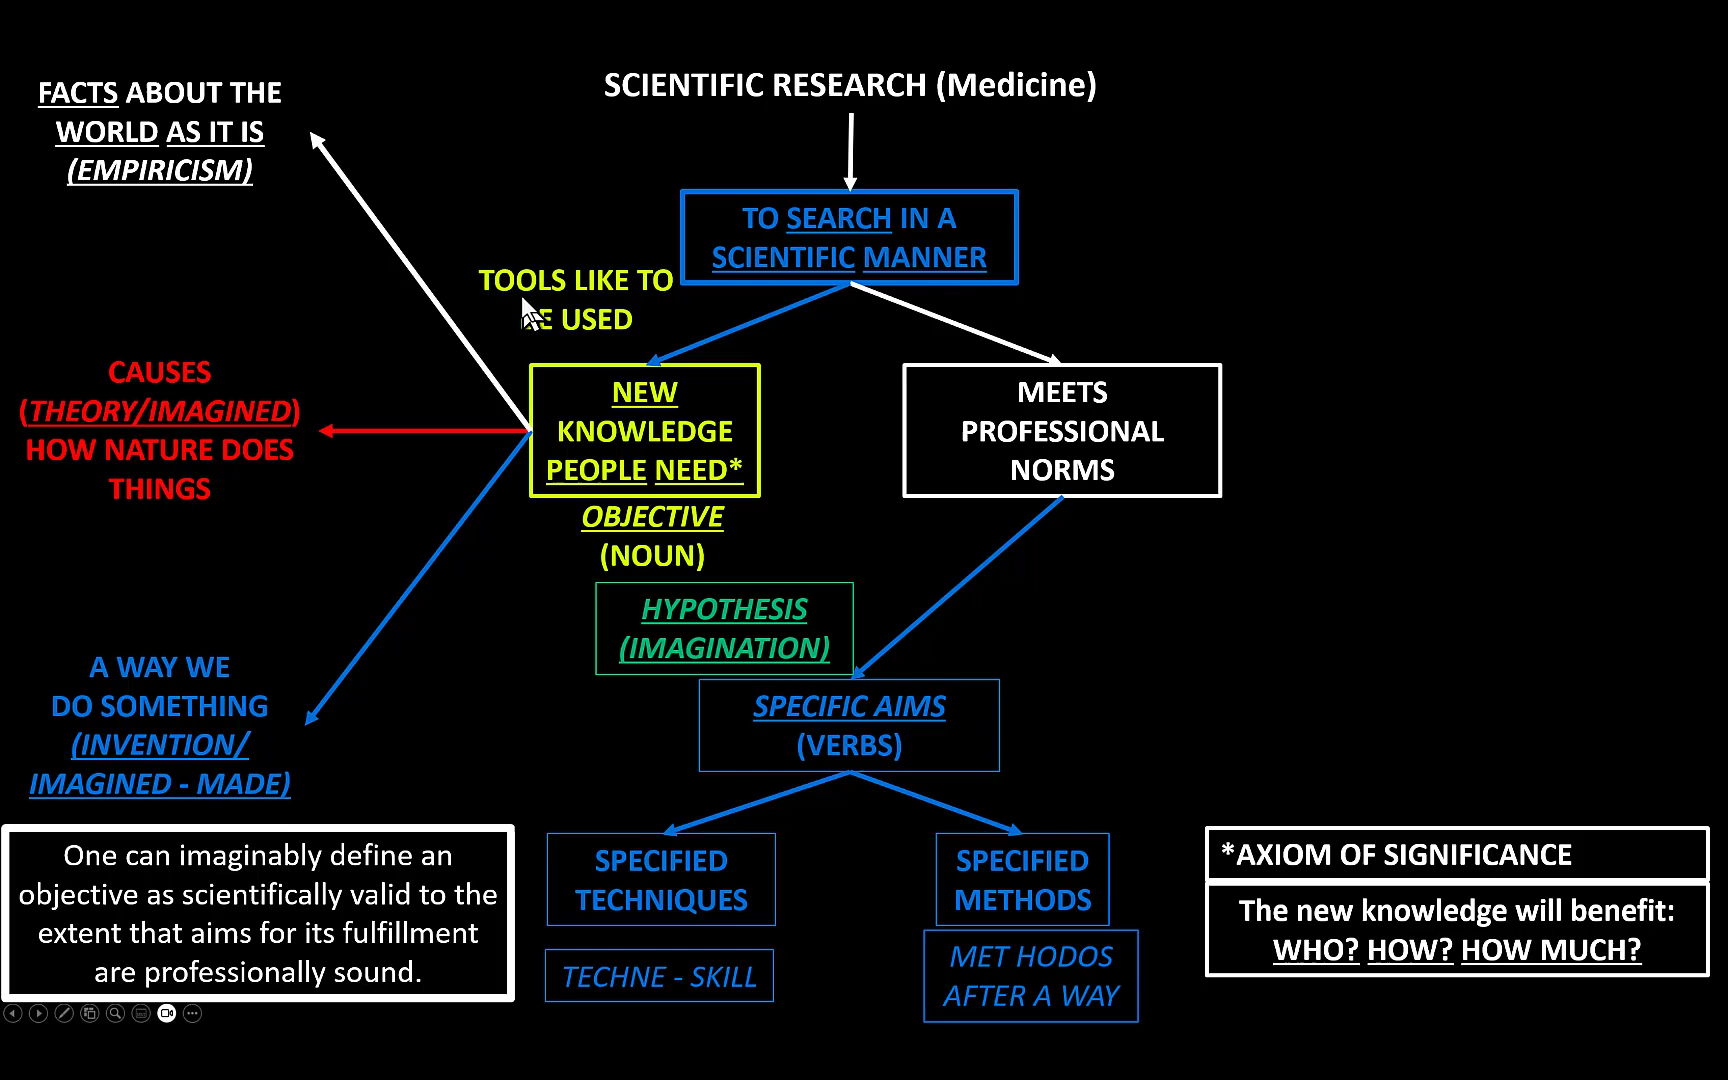 SCIENTIFIC RESEARCH (Medicine)
FACTS ABOUT THE
WORLD AS IT IS
(EMPIRICISM)
TO SEARCH IN A
SCIENTIFIC MANNER
TOOLS LIKE TO
USED
CAUSES
(THEORY/IMAGINED)
HOW NATURE DOES
THINGS
NEW
KNOWLEDGE
PEOPLE NEED*
MEETS
PROFESSIONAL
NORMS
OBJECTIVE
(NOUN)
HYPOTHESIS
(IMAGINATION)
A WAY WE
DO SOMETHING
(INVENTION/
IMAGINED - MADE)
SPECIFIC AIMS
(VERBS)
One can imaginably define an
objective as scientifically valid to the
extent that aims for its fulfillment
are professionally sound.
SPECIFIED
TECHNIQUES
SPECIFIED
METHODS
TECHNE - SKILL
MET HODOS
AFTER A WAY
*AXIOM OF SIGNIFICANCE
The new knowledge will benefit:
WHO? HOW? HOW MUCH?